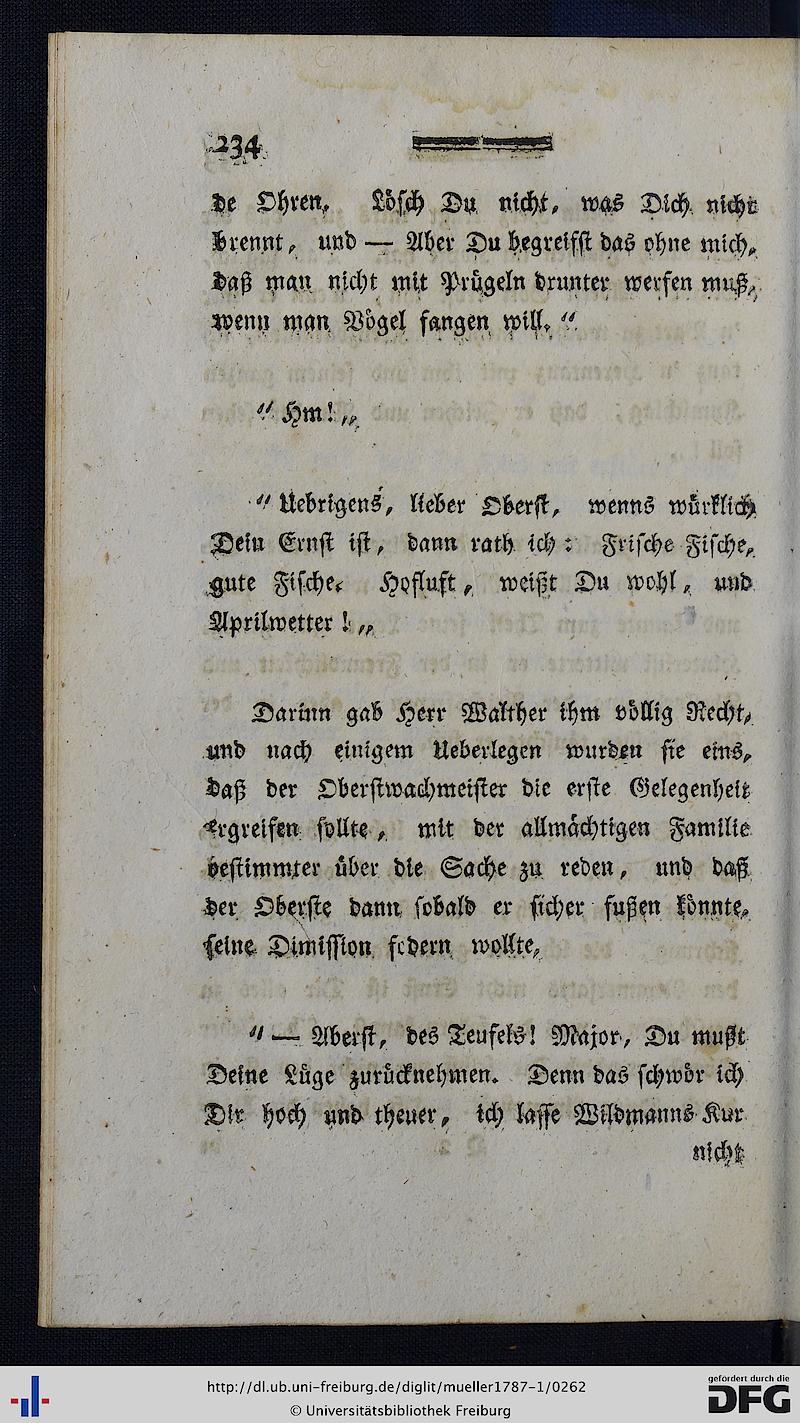 234
de Ohren. Lösch Du nicht, was Dich nicht
brennt, und — Aber Du begreifst das ohne mich,
daß man nicht mit Prügeln drunter werfen muß,
wenn man Vögel fangen will. “
“ Hm! „
“ Uebrigens, lieber Oberst, wenns würklich
Dein Ernst ist, dann rath ich: Frische Fische,
gute Fische. Hofluft, weißt Du wohl, und
Aprilwetter! „
Darinn gab Herr Walther ihm völlig Recht,
und nach einigem Ueberlegen wurden sie eins,
daß der Oberstwachmeister die erste Gelegenheit
ergreifen sollte, mit der allmächtigen Familie
bestimmter über die Sache zu reden, und daß
der Oberste dann sobald er sicher fußen könnte,
seine Dimission fodern wollte.
“ — Aberst, des Teufels! Major, Du mußt
Deine Lüge zurücknehmen. Denn das schwör ich
Dir hoch und theuer, ich lasse Wildmanns Kur
nicht
http://dl.ub.uni-freiburg.de/diglit/mueller1787-1/0262
© Universitätsbibliothek Freiburg
gefördert durch die
DFG